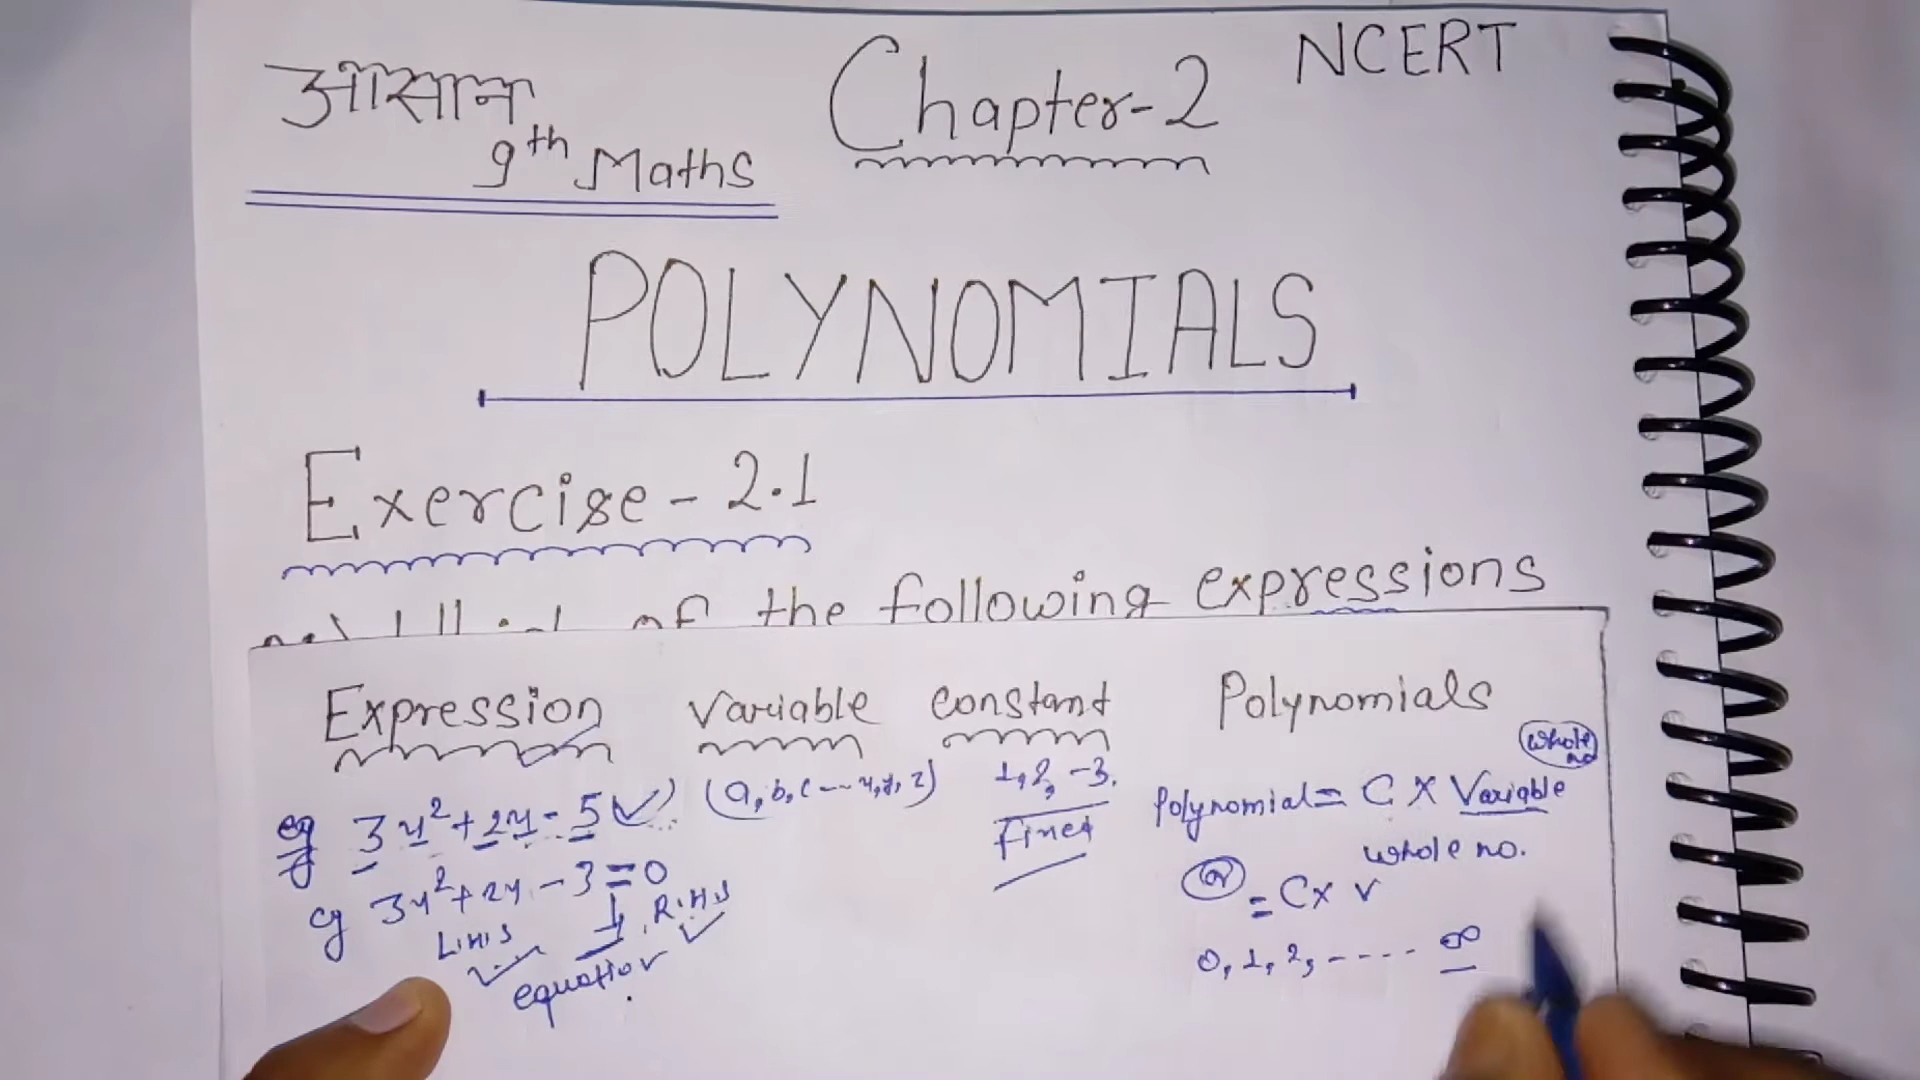 आसान
9th Maths
Chapter-2
NCERT
POLYNOMIALS
Exercise - 2.1
of the following expressions
Expression Variable Constant Polynomials
eg 3y² + 2y - 5
(a, b, c --- x, y, z)
1, 2, -3.
fixed
Polynomial = C × Variable
whole no
whole no.
eg 3y² + 2y - 3 = 0
L.H.S
R.H.S
equation
= C × V
0, 1, 2, ---- ∞